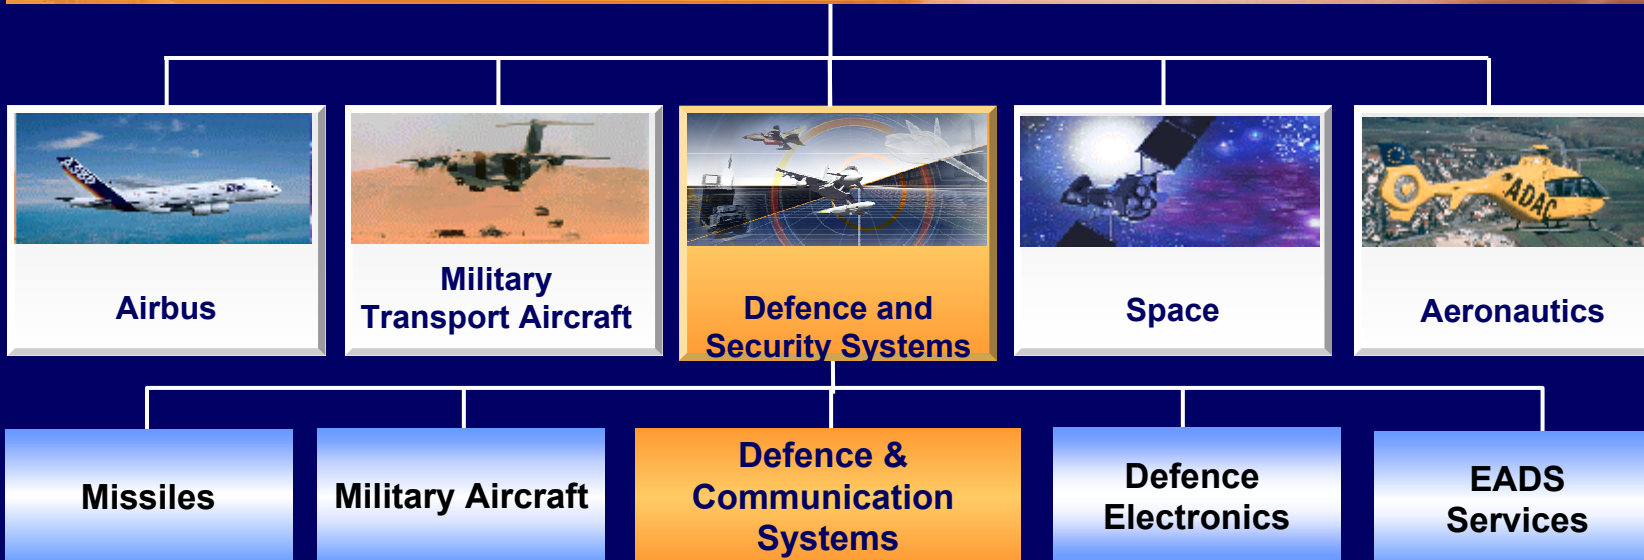 Airbus
Military
Transport Aircraft
Defence and
Security Systems
Space
Aeronautics
ADAC
Missiles
Military Aircraft
Defence &
Communication
Systems
Defence
Electronics
EADS
Services